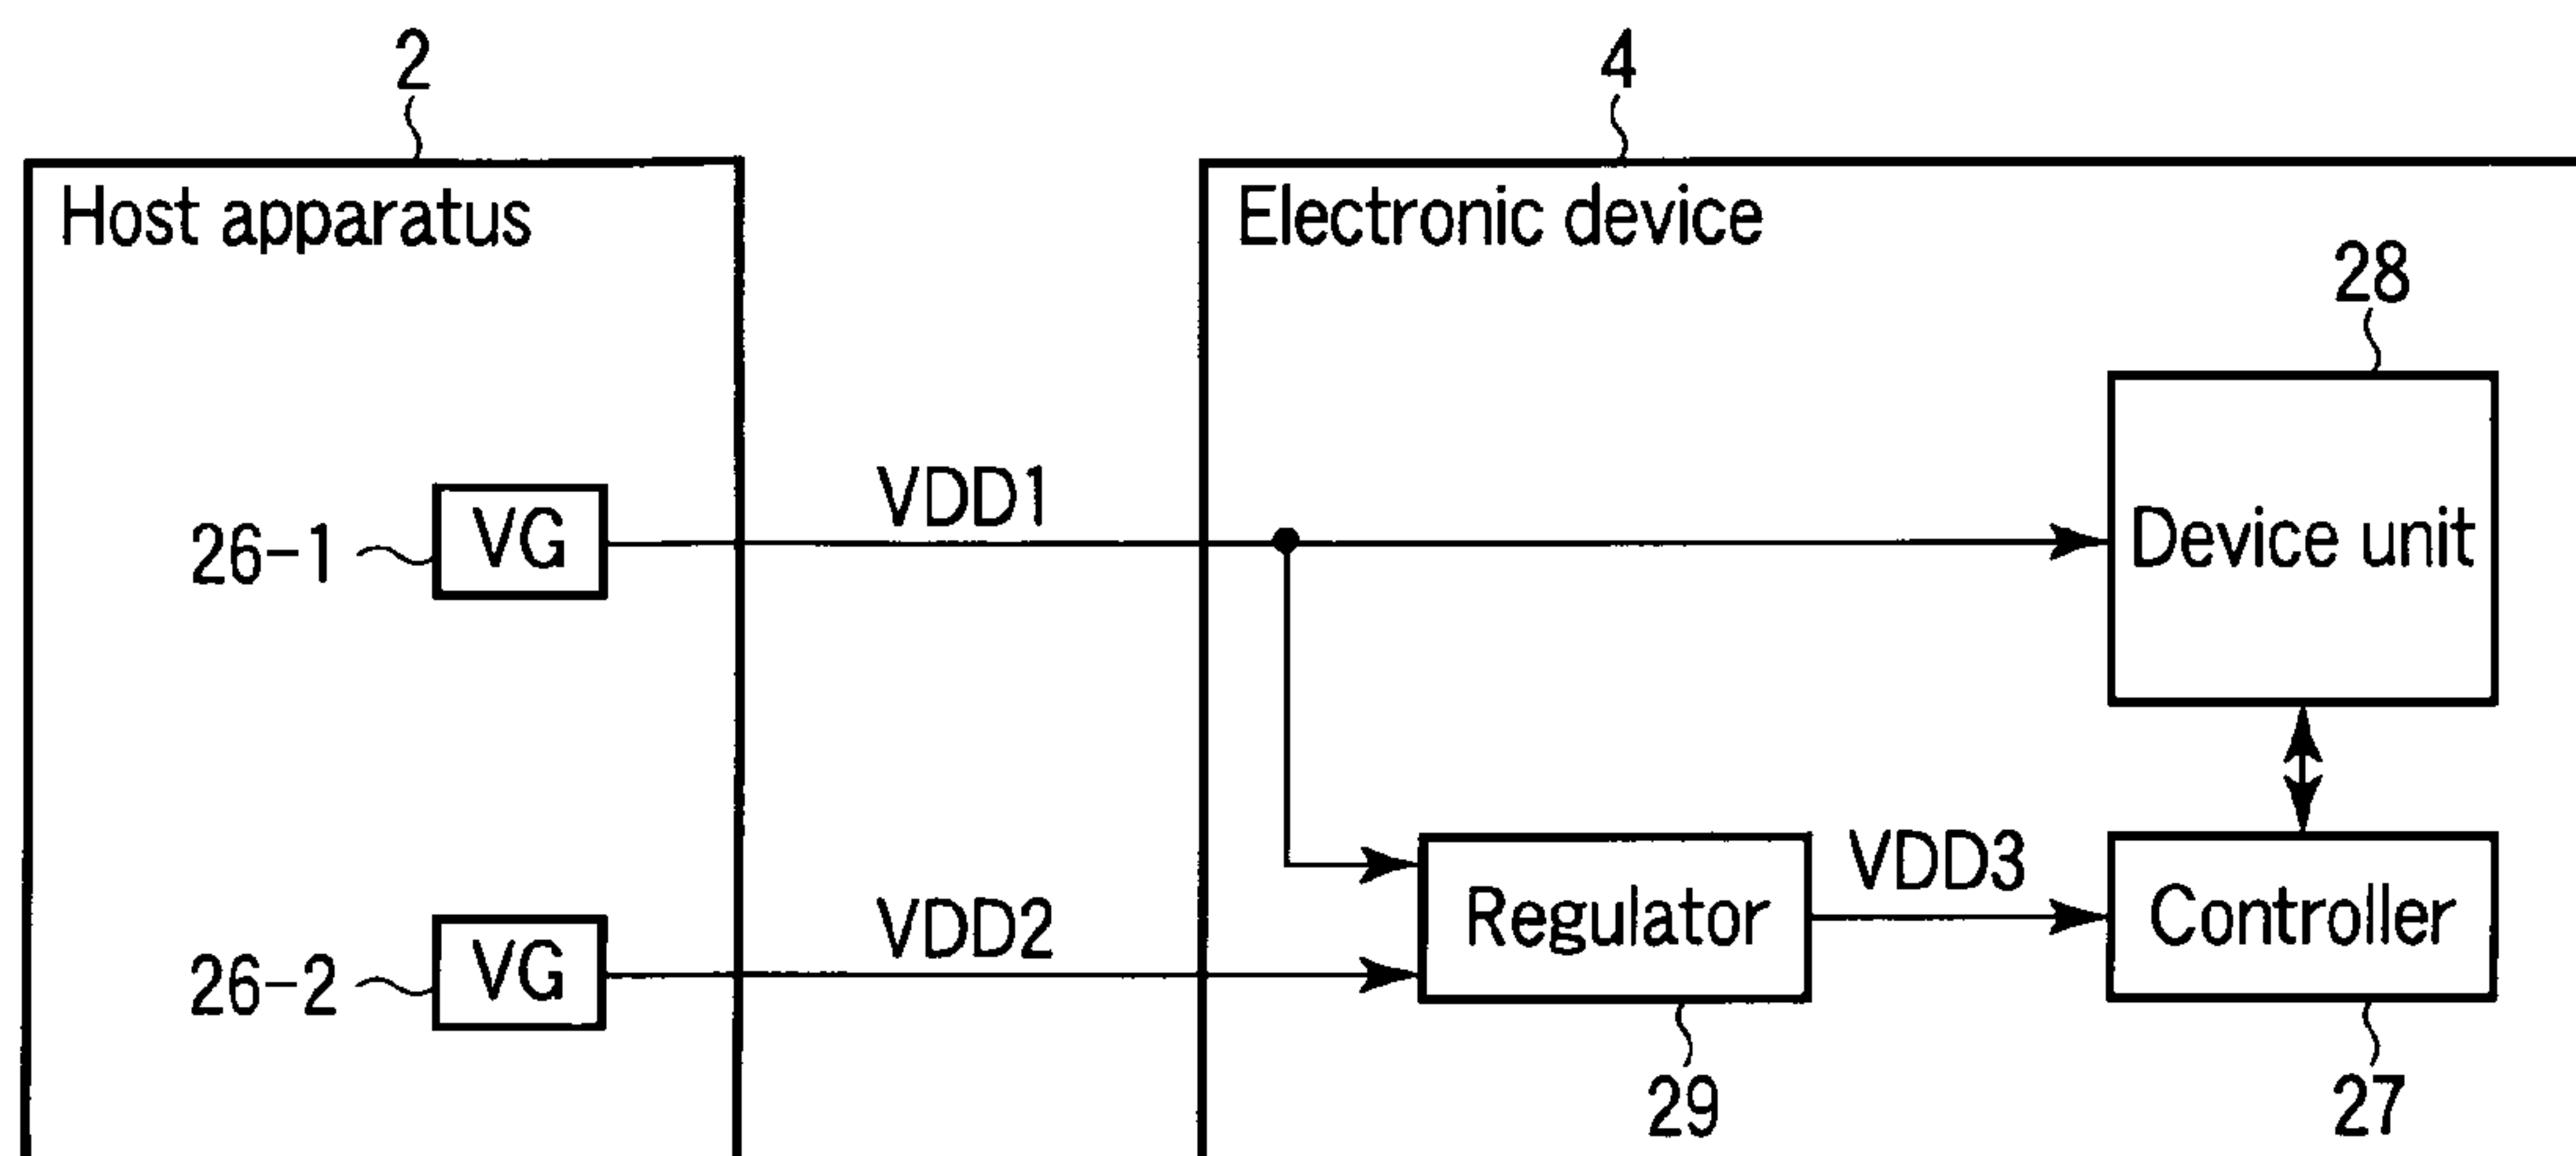 2
4
Host apparatus
Electronic device
28
VDD1
26-1
VG
Device unit
VDD3
VDD2
Regulator
Controller
26-2
VG
29
27